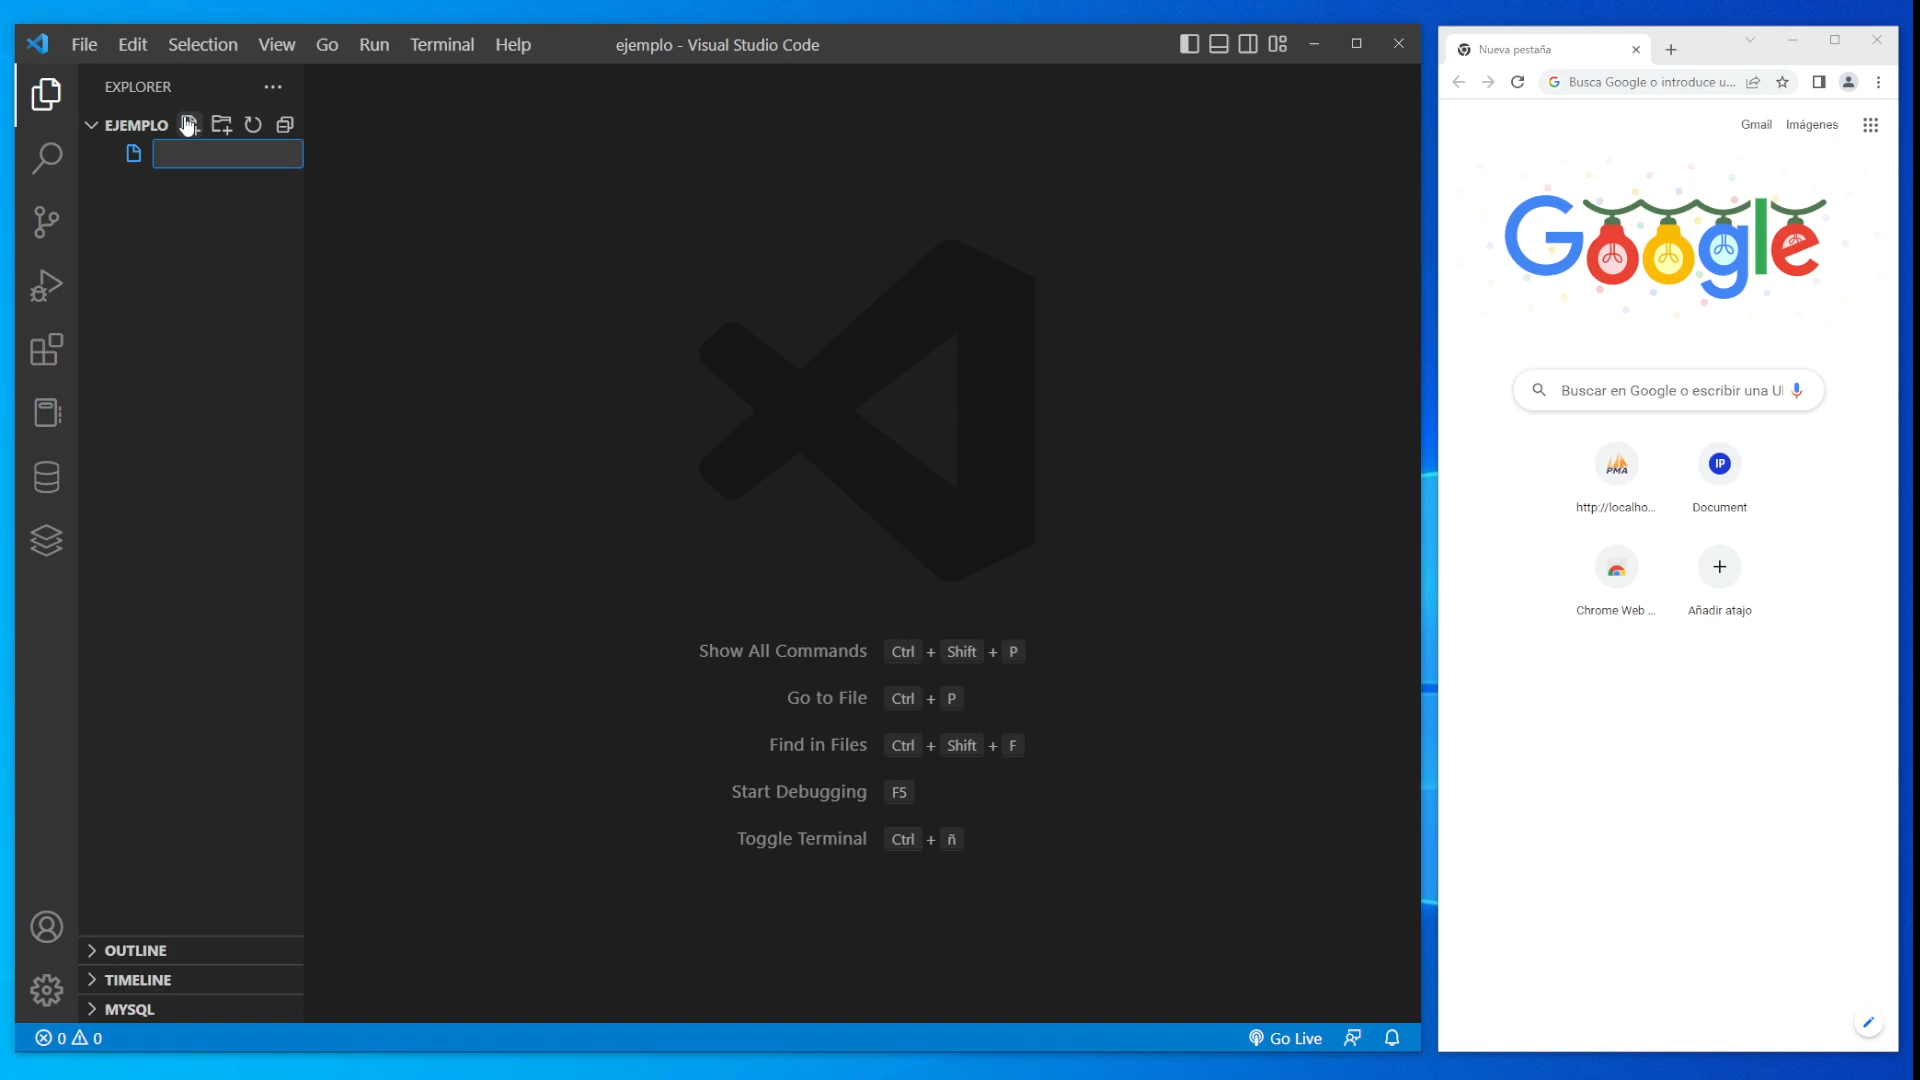 File Edit Selection View Go Run Terminal Help ejemplo - Visual Studio Code
EXPLORER
EJEMPLO
Show All Commands Ctrl + Shift + P
Go to File Ctrl + P
Find in Files Ctrl + Shift + F
Start Debugging F5
Toggle Terminal Ctrl + ñ
OUTLINE
TIMELINE
MYSQL
0 0
Go Live
Nueva pestaña
G Busca Google o introduce u...
Gmail Imágenes
Google
Buscar en Google o escribir una U
PMA
IP
http://localho...
Document
Chrome Web ...
Añadir atajo